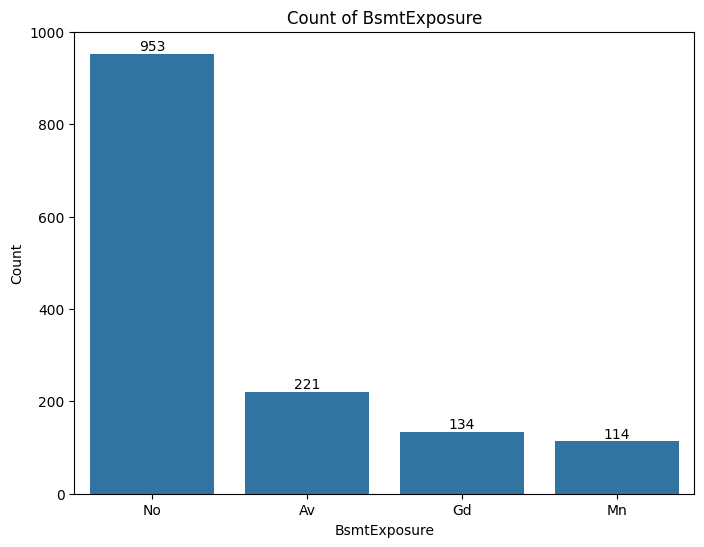 Count of BsmtExposure
1000
800
600
400
200
0
Count
953
221
134
114
No
Av
Gd
Mn
BsmtExposure